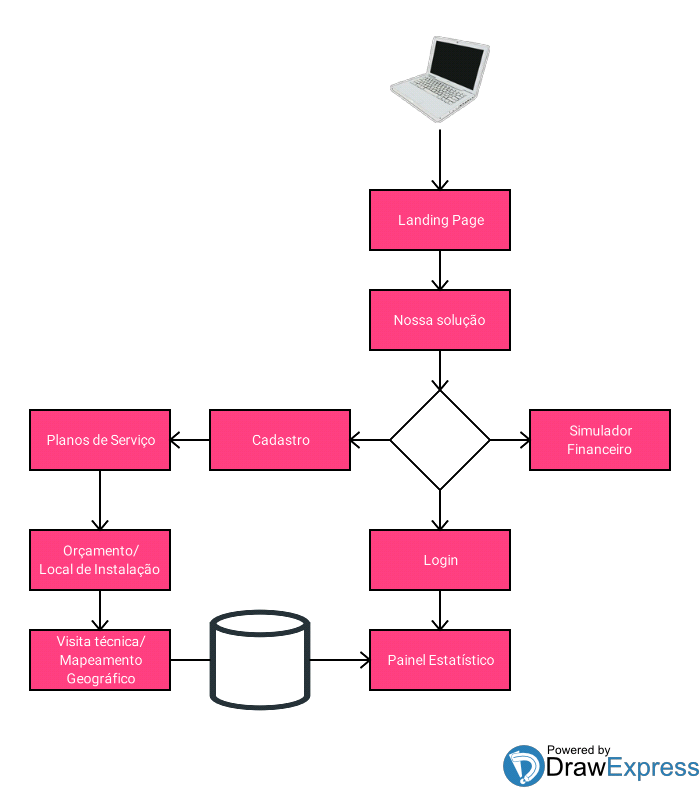 Landing Page
Nossa solução
Planos de Serviço
Cadastro
Simulador
Financeiro
Orçamento/
Local de Instalação
Login
Visita técnica/
Mapeamento
Geográfico
Painel Estatístico
Powered by
DrawExpress